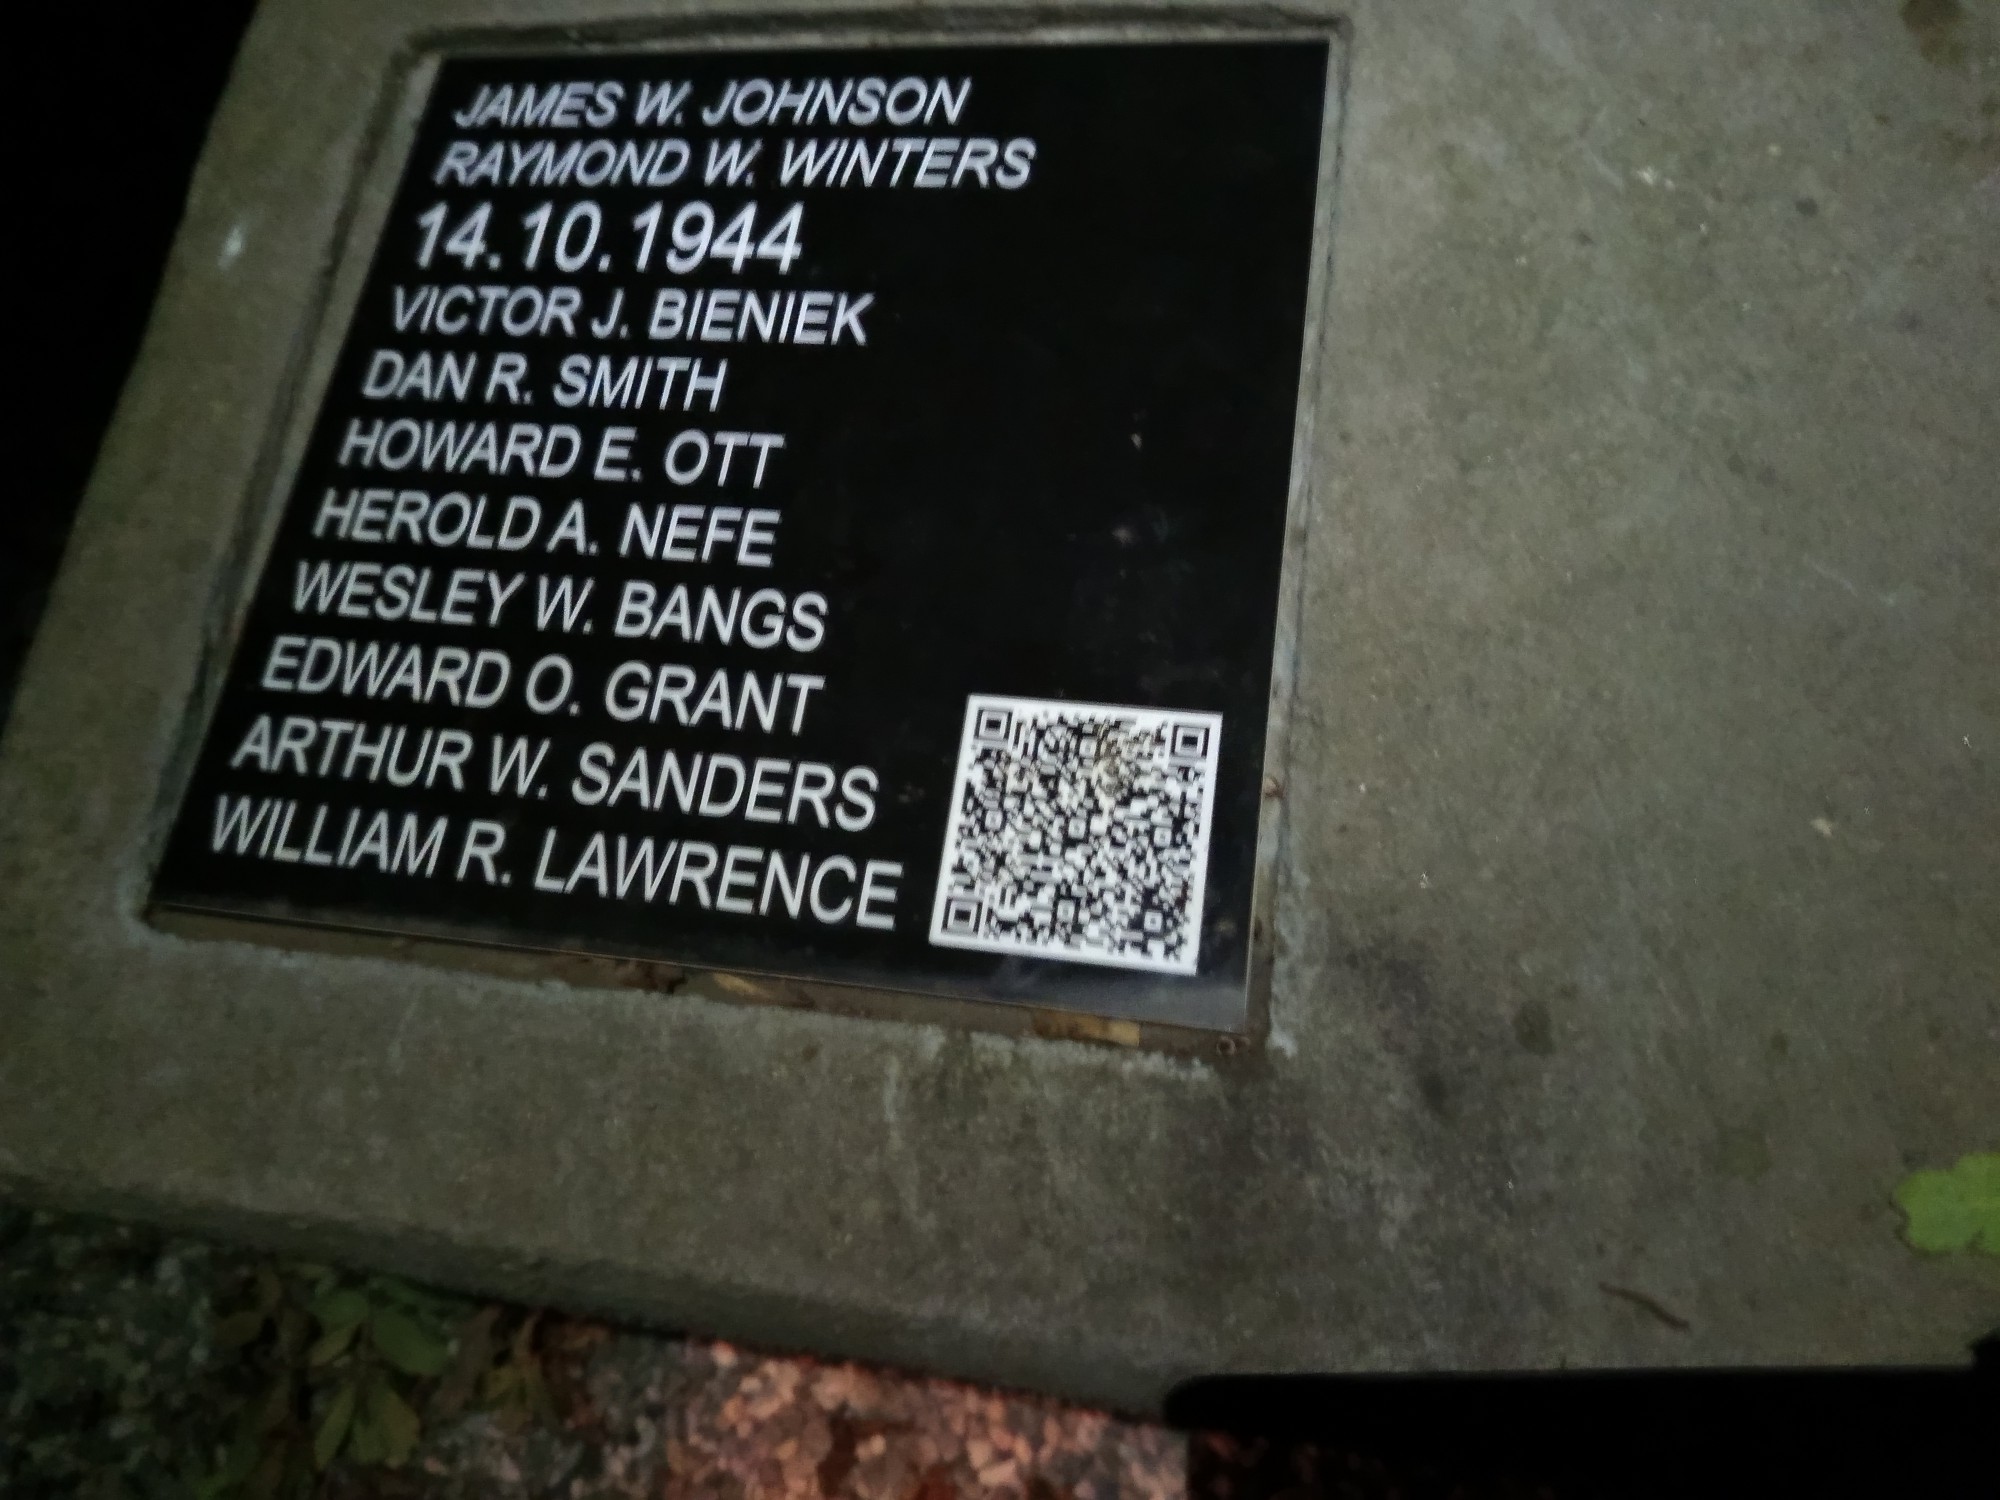 JAMES W. JOHNSON
RAYMOND W. WINTERS
14.10.1944
VICTOR J. BIENIEK
DAN R. SMITH
HOWARD E. OTT
HEROLD A. NEFE
WESLEY W. BANGS
EDWARD O. GRANT
ARTHUR W. SANDERS
WILLIAM R. LAWRENCE